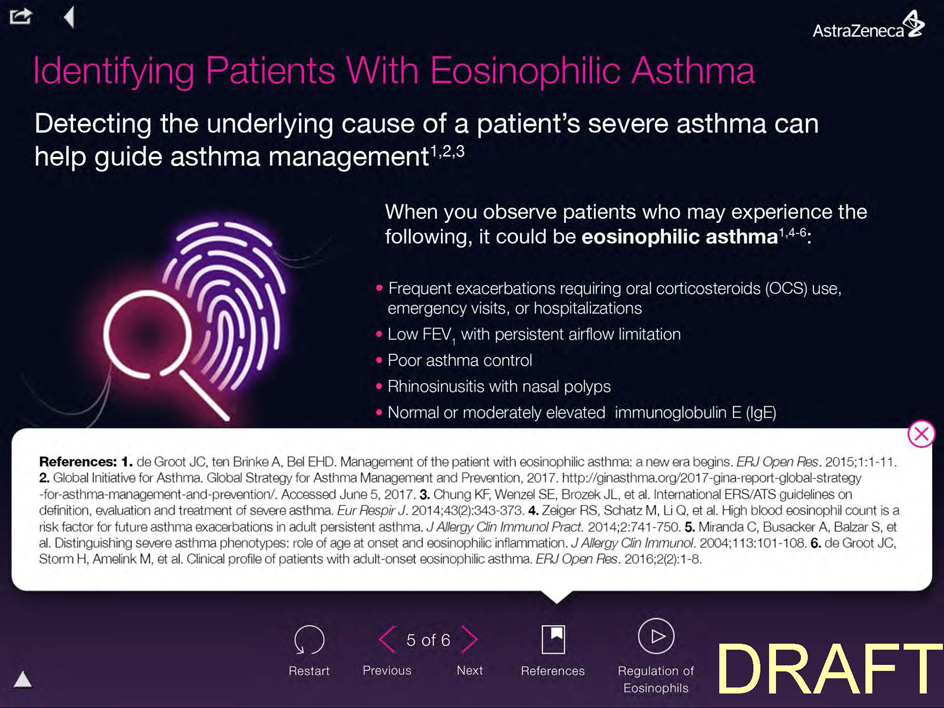 AstraZeneca
Identifying Patients With Eosinophilic Asthma
Detecting the underlying cause of a patient’s severe asthma can
help guide asthma management1,2,3
When you observe patients who may experience the
following, it could be eosinophilic asthma1,4-6:
• Frequent exacerbations requiring oral corticosteroids (OCS) use,
emergency visits, or hospitalizations
• Low FEV1 with persistent airflow limitation
• Poor asthma control
• Rhinosinusitis with nasal polyps
• Normal or moderately elevated immunoglobulin E (IgE)
References: 1. de Groot JC, ten Brinke A, Bel EHD. Management of the patient with eosinophilic asthma: a new era begins. ERJ Open Res. 2015;1:1-11.
2. Global Initiative for Asthma. Global Strategy for Asthma Management and Prevention, 2017. http://ginasthma.org/2017-gina-report-global-strategy
-for-asthma-management-and-prevention/. Accessed June 5, 2017. 3. Chung KF, Wenzel SE, Brozek JL, et al. International ERS/ATS guidelines on
definition, evaluation and treatment of severe asthma. Eur Respir J. 2014;43(2):343-373. 4. Zeiger RS, Schatz M, Li Q, et al. High blood eosinophil count is a
risk factor for future asthma exacerbations in adult persistent asthma. J Allergy Clin Immunol Pract. 2014;2:741-750. 5. Miranda C, Busacker A, Balzar S, et
al. Distinguishing severe asthma phenotypes: role of age at onset and eosinophilic inflammation. J Allergy Clin Immunol. 2004;113:101-108. 6. de Groot JC,
Storm H, Amelink M, et al. Clinical profile of patients with adult-onset eosinophilic asthma. ERJ Open Res. 2016;2(2):1-8.
5 of 6
Restart
Previous
Next
References
Regulation of
Eosinophils
DRAFT